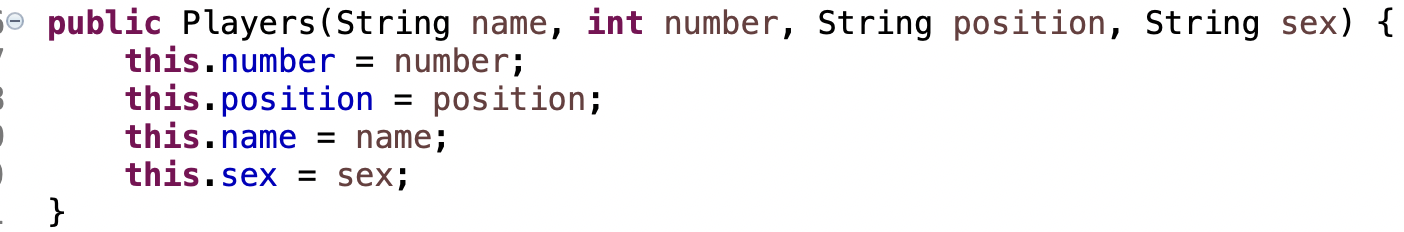 public Players(String name, int number, String position, String sex) {
    this.number = number;
    this.position = position;
    this.name = name;
    this.sex = sex;
}